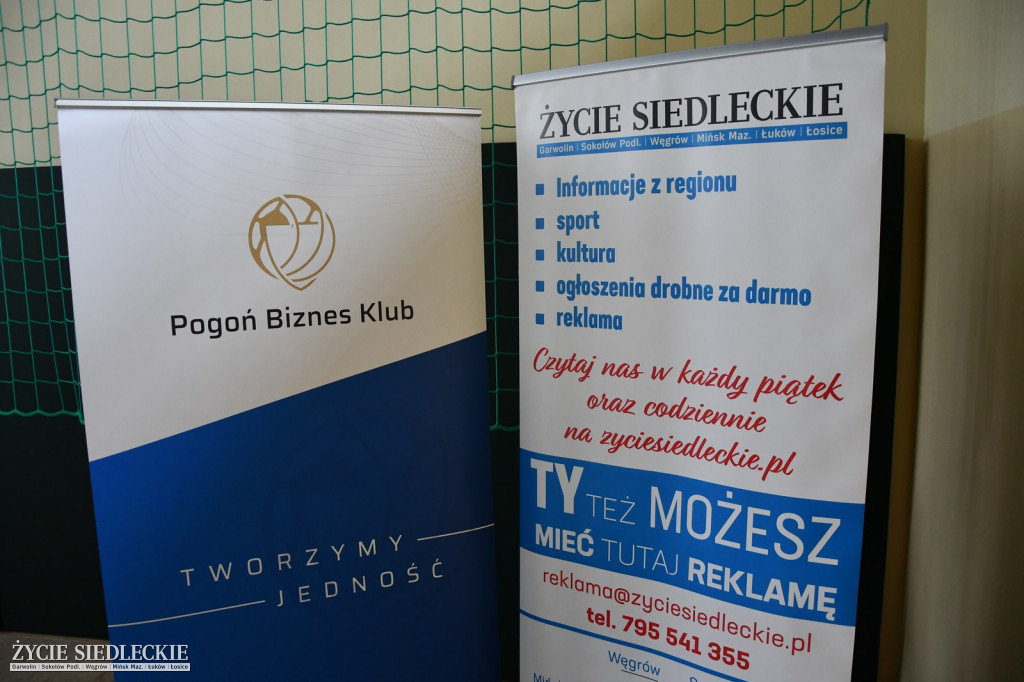 Pogoń Biznes Klub
TWORZYMY
JEDNOŚĆ
ŻYCIE SIEDLECKIE
Garwolin | Sokołów Podl. | Węgrów | Mińsk Maz. | Łuków | Łosice
Informacje z regionu
sport
kultura
ogłoszenia drobne za darmo
reklama
Czytaj nas w każdy piątek
oraz codziennie
na zyciesiedleckie.pl
TY TEŻ MOŻESZ
MIEĆ TUTAJ REKLAMĘ
reklama@zyciesiedleckie.pl
tel. 795 541 355
Węgrów
ŻYCIE SIEDLECKIE
Garwolin | Sokołów Podl. | Węgrów | Mińsk Maz. | Łuków | Łosice